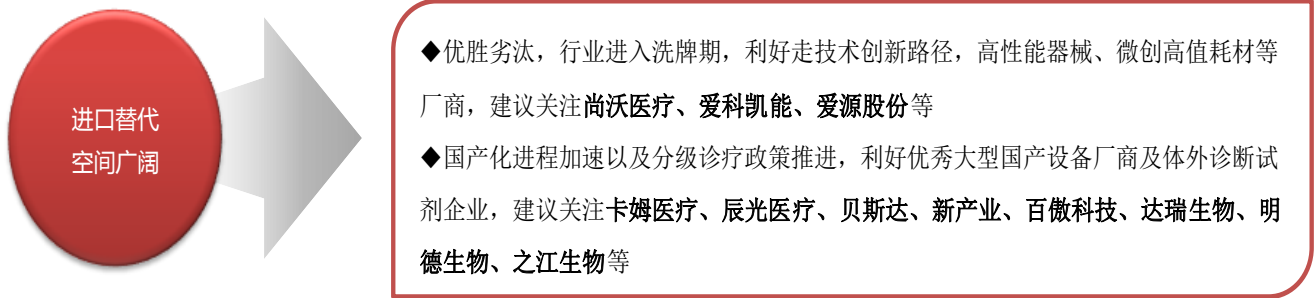 进口替代
空间广阔
◆优胜劣汰，行业进入洗牌期，利好走技术创新路径，高性能器械、微创高值耗材等
厂商，建议关注尚沃医疗、爱科凯能、爱源股份等
◆国产化进程加速以及分级诊疗政策推进，利好优秀大型国产设备厂商及体外诊断试
剂企业，建议关注卡姆医疗、辰光医疗、贝斯达、新产业、百傲科技、达瑞生物、明
德生物、之江生物等